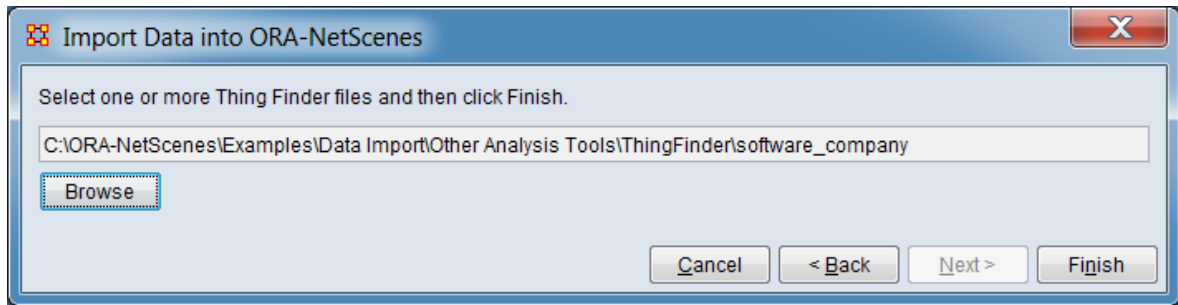 Import Data into ORA-NetScenes
X
Select one or more Thing Finder files and then click Finish.
C:\ORA-NetScenes\Examples\Data Import\Other Analysis Tools\ThingFinder\software_company
Browse
Cancel < Back Next > Finish